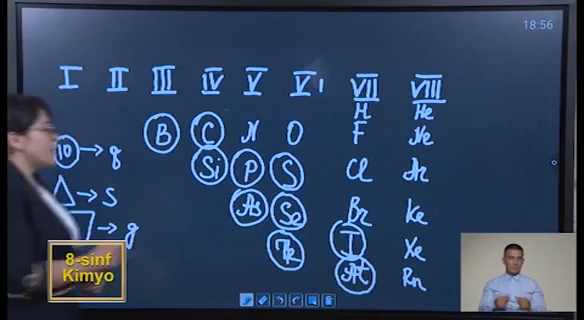 18:56
I II III IV V VI VII VIII
H He
B C N O F Ne
Si P S Cl Ar
As Se Br Kr
Te I Xe
At Rn
10 → q
→ s
→ g
8-sinf
Kimyo